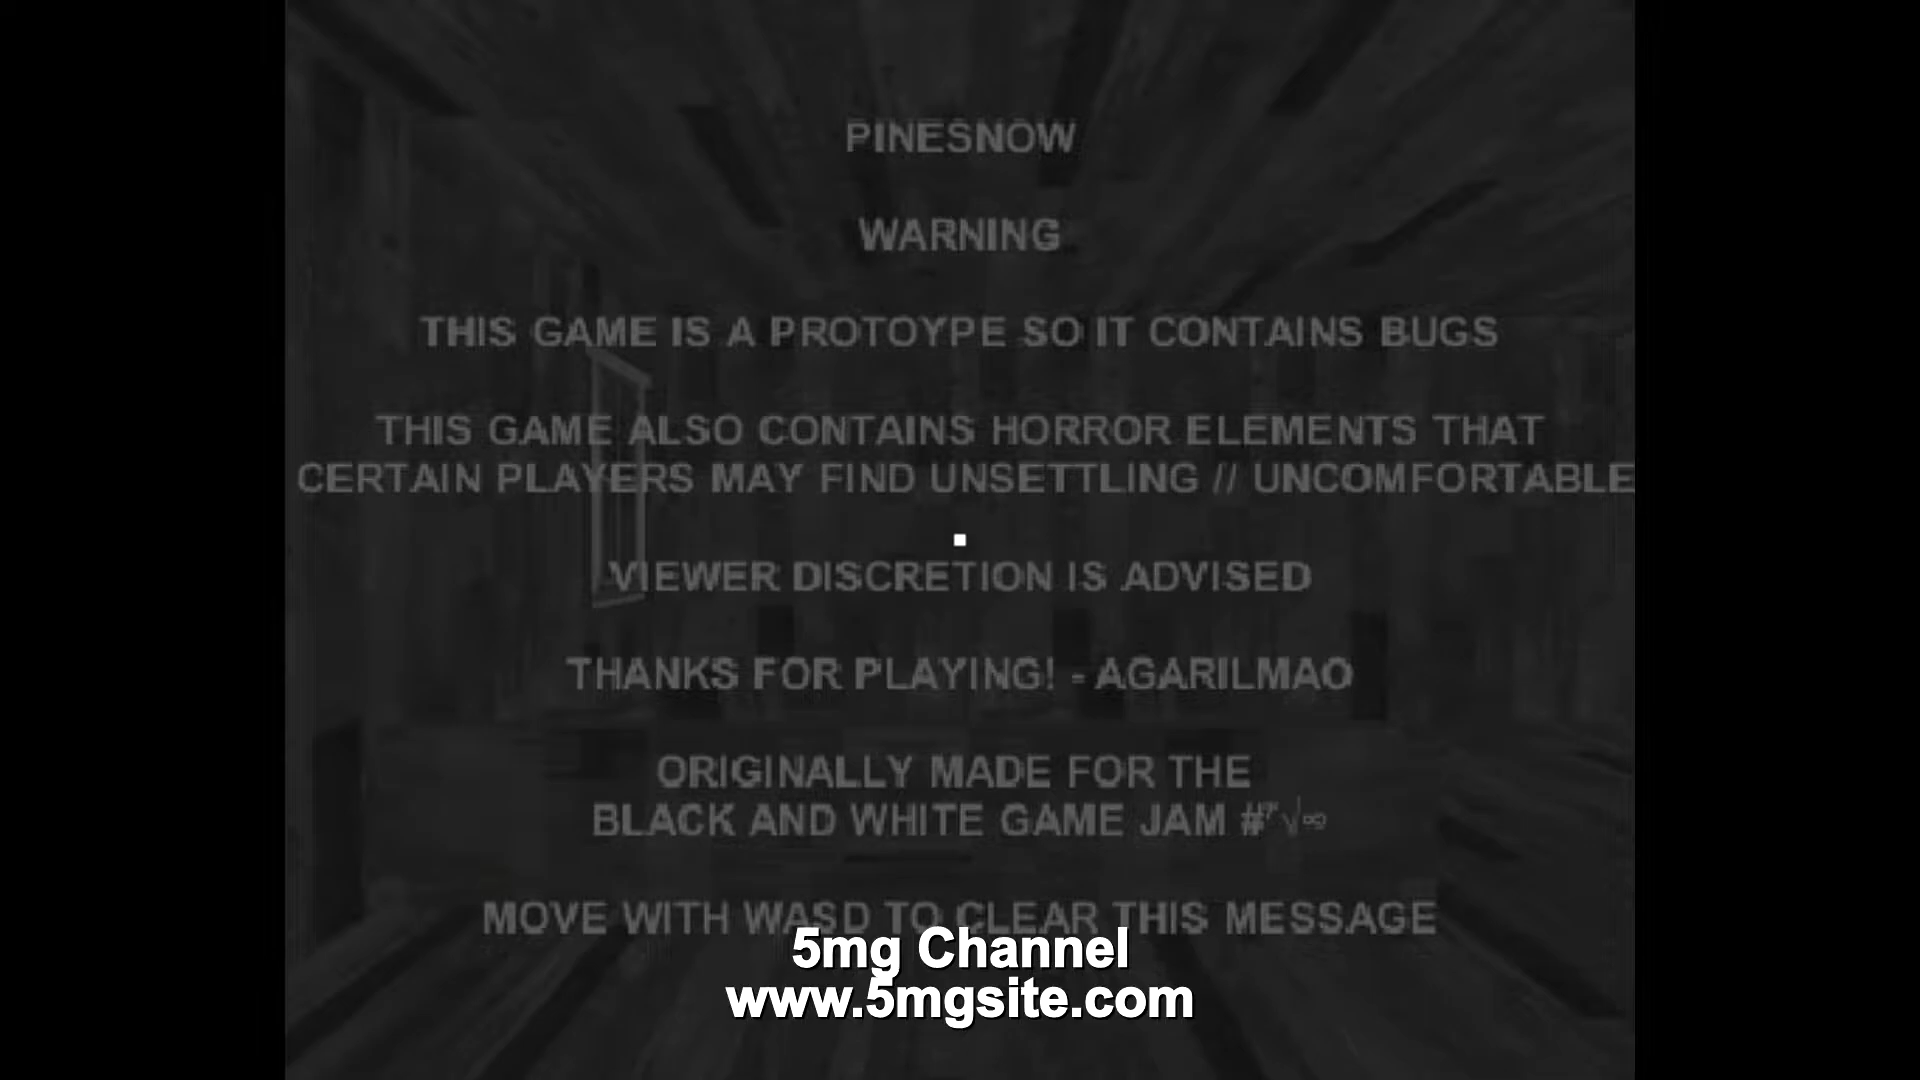 PINESNOW
WARNING
THIS GAME IS A PROTOYPE SO IT CONTAINS BUGS
THIS GAME ALSO CONTAINS HORROR ELEMENTS THAT
CERTAIN PLAYERS MAY FIND UNSETTLING // UNCOMFORTABLE
VIEWER DISCRETION IS ADVISED
THANKS FOR PLAYING! - AGARILMAO
ORIGINALLY MADE FOR THE
BLACK AND WHITE GAME JAM #⁷√∞
MOVE WITH WASD TO CLEAR THIS MESSAGE
5mg Channel
www.5mgsite.com